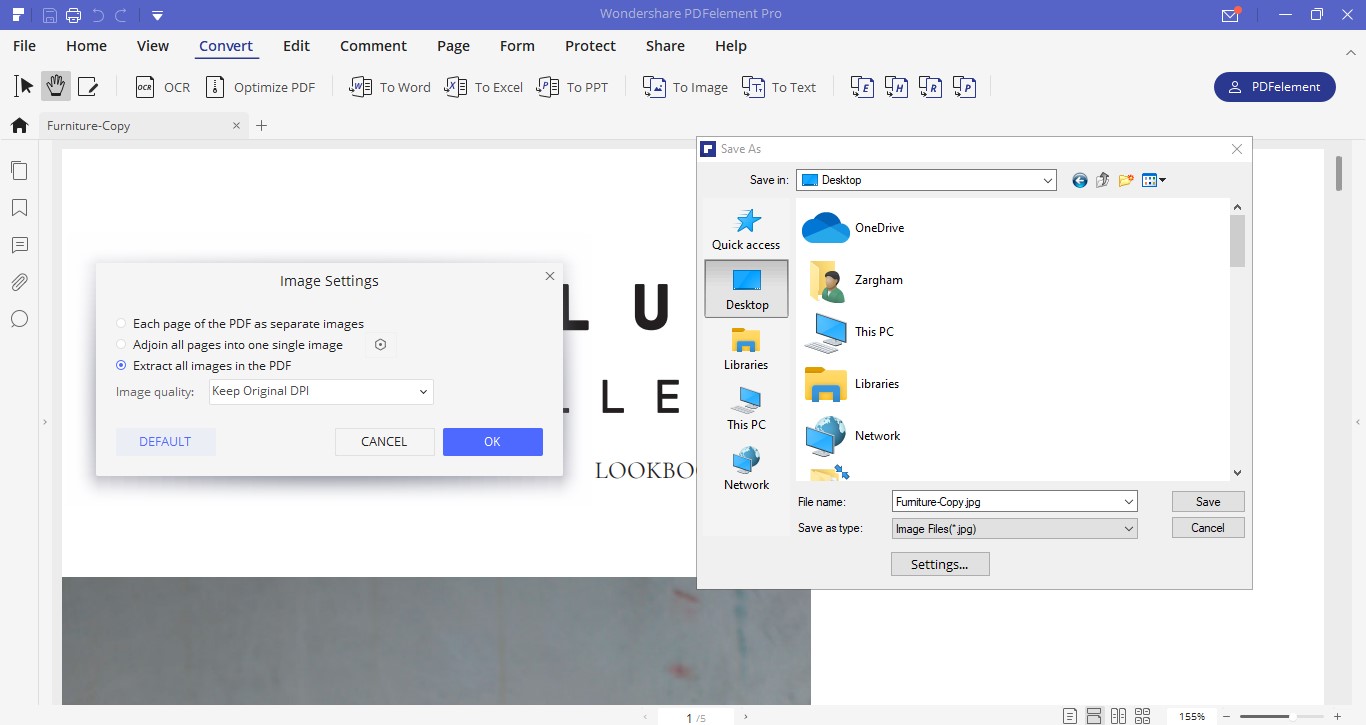 Wondershare PDFelement Pro
File Home View Convert Edit Comment Page Form Protect Share Help
OCR OCR Optimize PDF W To Word X To Excel P To PPT To Image T To Text E H R P PDFelement
Furniture-Copy
Save As
Save in: Desktop
Quick access
Desktop
Libraries
This PC
Network
OneDrive
Zargham
This PC
Libraries
Network
File name: Furniture-Copy.jpg Save
Save as type: Image Files(*.jpg) Cancel
Settings...
Image Settings
Each page of the PDF as separate images
Adjoin all pages into one single image
Extract all images in the PDF
Image quality: Keep Original DPI
DEFAULT CANCEL OK
L U
L L E
LOOKBO
1 /5 155%